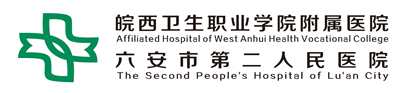 皖西卫生职业学院附属医院
Affiliated Hospital of West Anhui Health Vocational College
六安市第二人民医院
The Second People's Hospital of Lu'an City